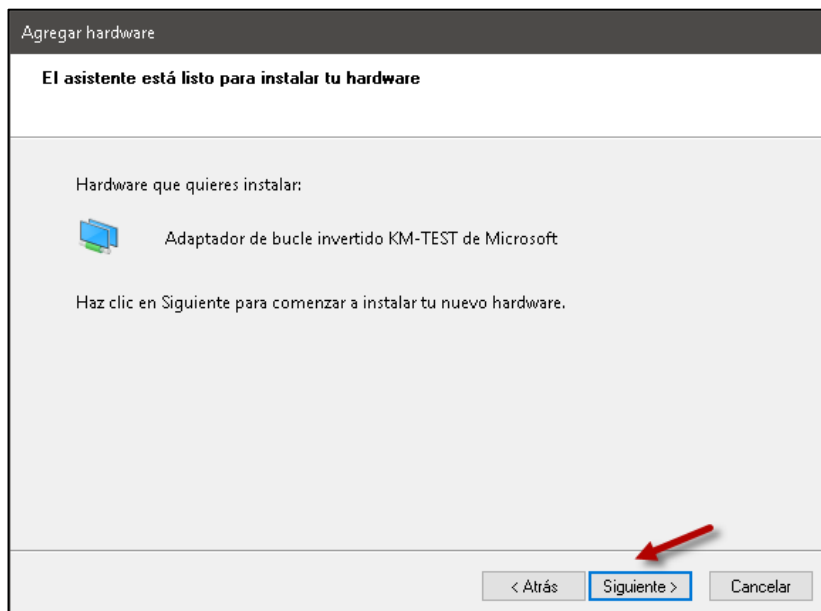 Agregar hardware
El asistente está listo para instalar tu hardware
Hardware que quieres instalar:
Adaptador de bucle invertido KM-TEST de Microsoft
Haz clic en Siguiente para comenzar a instalar tu nuevo hardware.
< Atrás Siguiente > Cancelar